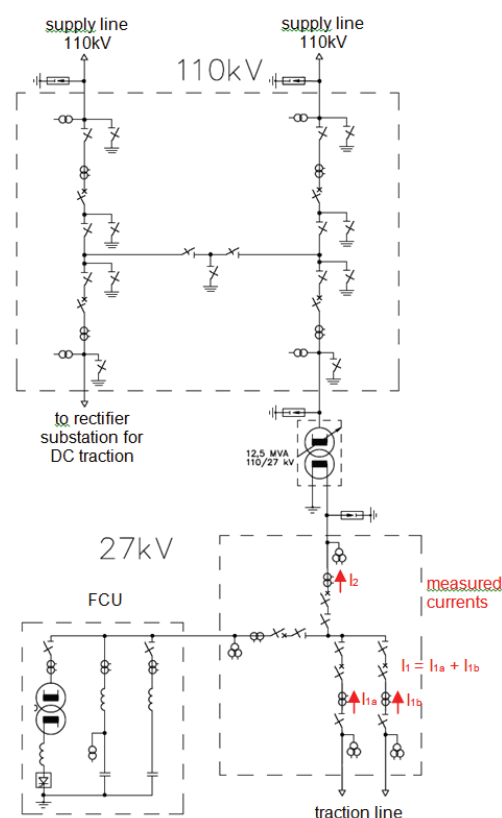 supply line
110kV
supply line
110kV
110kV
to rectifier
substation for
DC traction
12,5 MVA
110/27 kV
27kV
FCU
I2
measured
currents
I1 = I1a + I1b
I1a
I1b
traction line